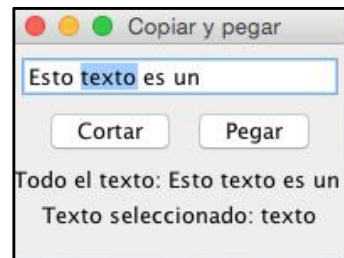 Copiar y pegar
Esto texto es un
Cortar Pegar
Todo el texto: Esto texto es un
Texto seleccionado: texto